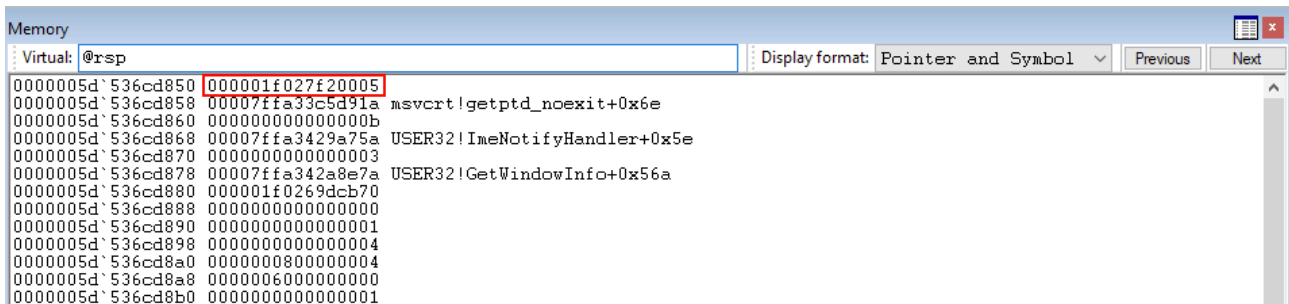 Memory
Virtual: @rsp Display format: Pointer and Symbol Previous Next
0000005d`536cd850 000001f027f20005
0000005d`536cd858 00007ffa33c5d91a msvcrt!getptd_noexit+0x6e
0000005d`536cd860 000000000000000b
0000005d`536cd868 00007ffa3429a75a USER32!ImeNotifyHandler+0x5e
0000005d`536cd870 0000000000000003
0000005d`536cd878 00007ffa342a8e7a USER32!GetWindowInfo+0x56a
0000005d`536cd880 000001f0269dcb70
0000005d`536cd888 0000000000000000
0000005d`536cd890 0000000000000001
0000005d`536cd898 0000000000000004
0000005d`536cd8a0 0000000800000004
0000005d`536cd8a8 0000006000000000
0000005d`536cd8b0 0000000000000001